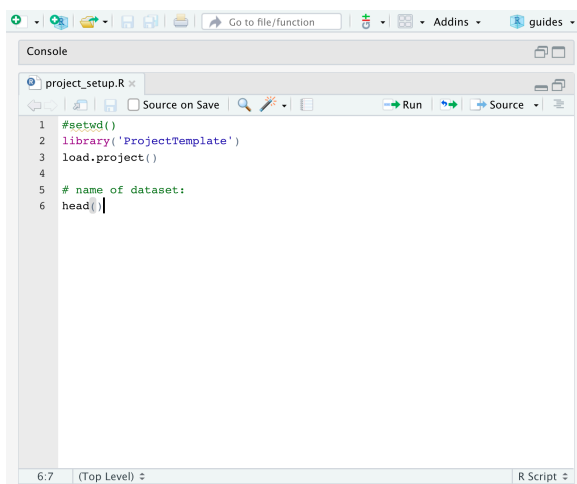 Go to file/function
Addins
guides
Console
project_setup.R
Source on Save
Run
Source
1 #setwd()
2 library('ProjectTemplate')
3 load.project()
4
5 # name of dataset:
6 head()
6:7 (Top Level) R Script